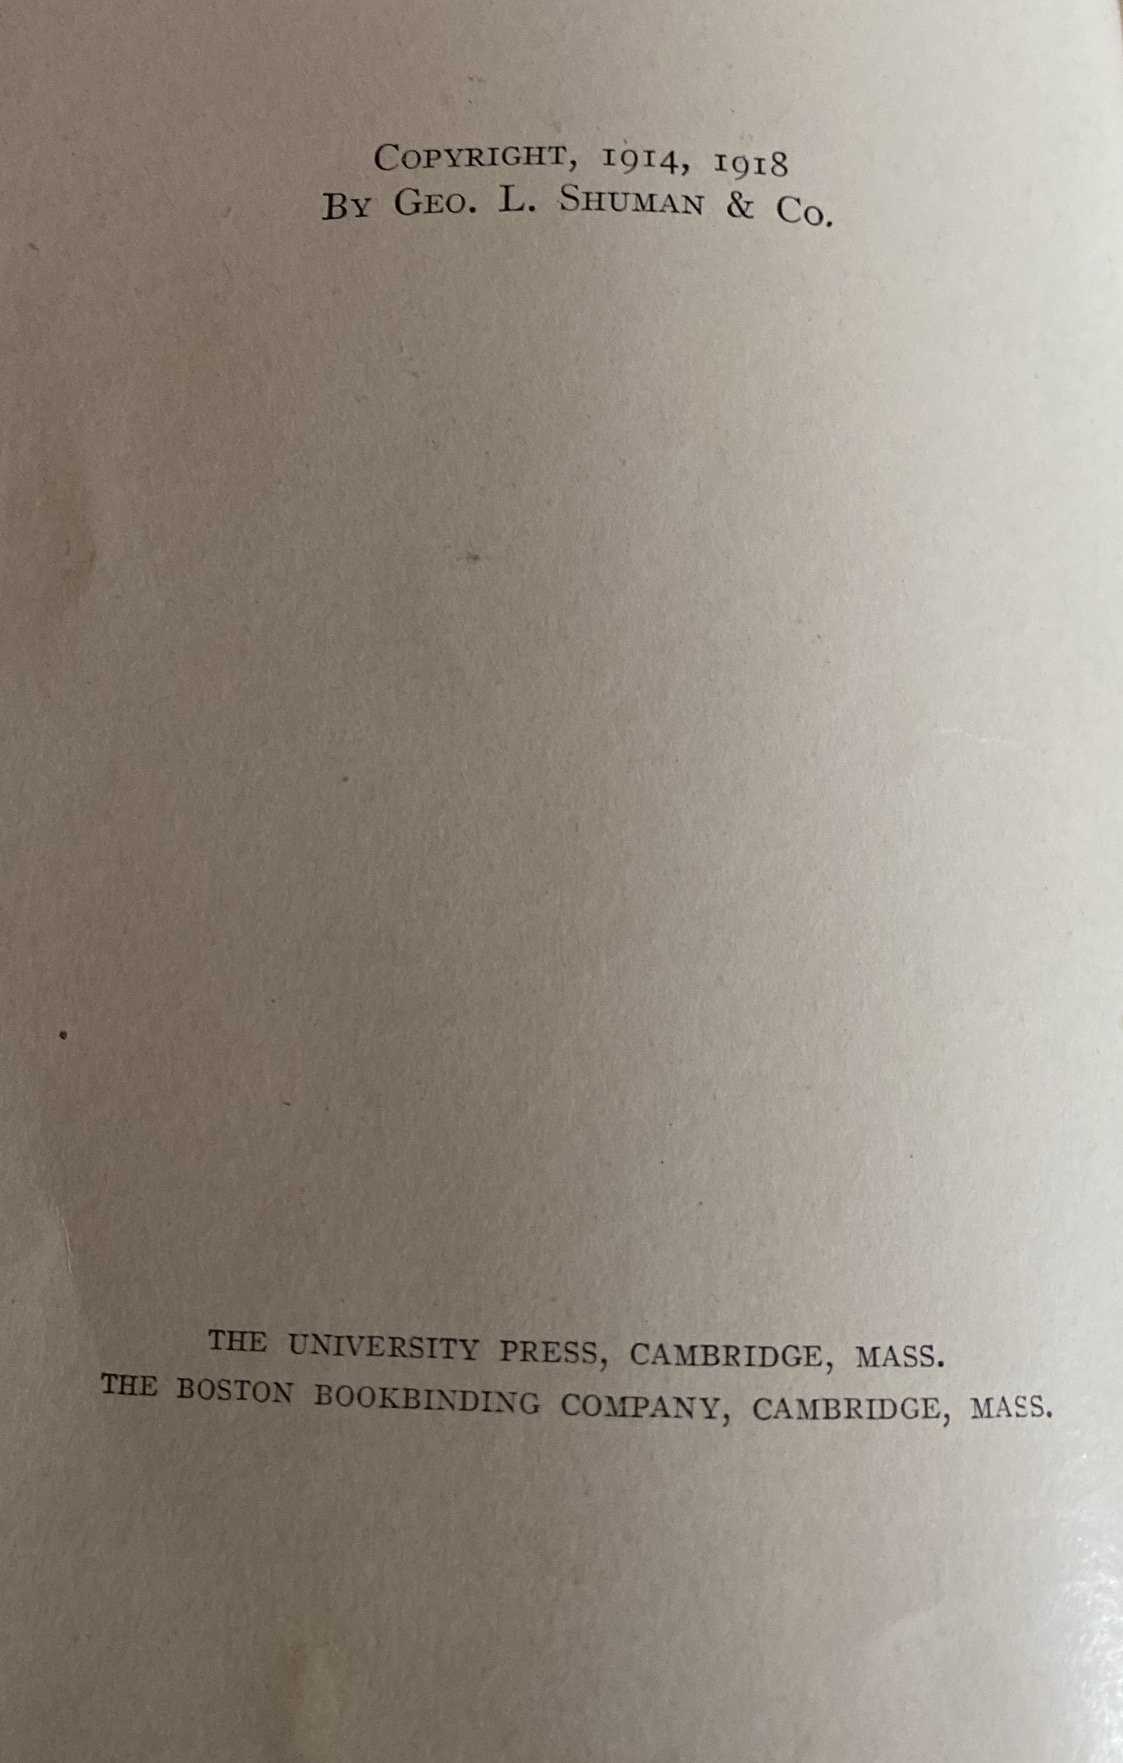 Copyright, 1914, 1918
By Geo. L. Shuman & Co.
THE UNIVERSITY PRESS, CAMBRIDGE, MASS.
THE BOSTON BOOKBINDING COMPANY, CAMBRIDGE, MASS.